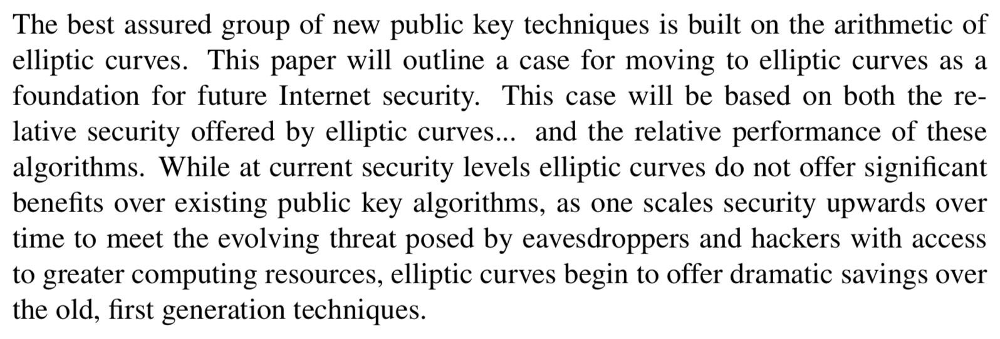 The best assured group of new public key techniques is built on the arithmetic of
elliptic curves. This paper will outline a case for moving to elliptic curves as a
foundation for future Internet security. This case will be based on both the re-
lative security offered by elliptic curves... and the relative performance of these
algorithms. While at current security levels elliptic curves do not offer significant
benefits over existing public key algorithms, as one scales security upwards over
time to meet the evolving threat posed by eavesdroppers and hackers with access
to greater computing resources, elliptic curves begin to offer dramatic savings over
the old, first generation techniques.